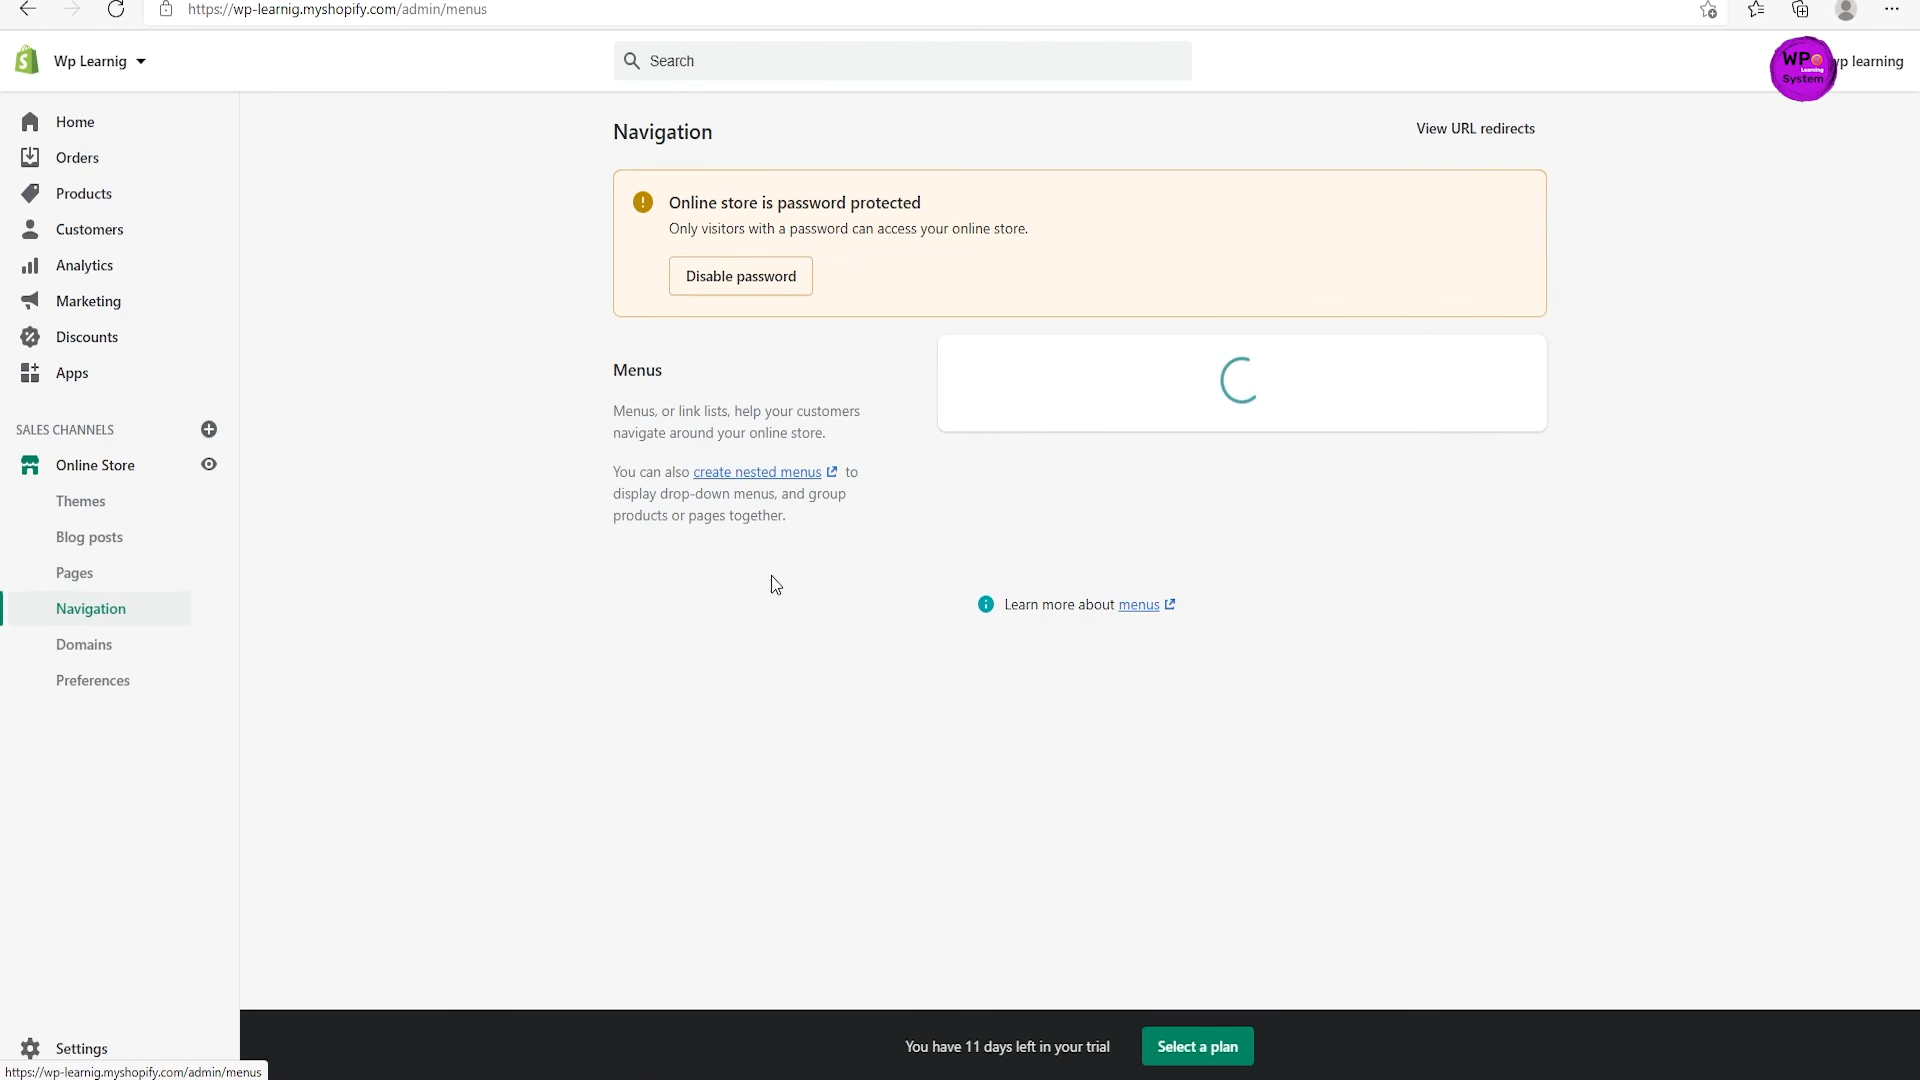 https://wp-learnig.myshopify.com/admin/menus
Wp Learnig
Search
WP
Learning
System
wp learning
Home
Orders
Products
Customers
Analytics
Marketing
Discounts
Apps
SALES CHANNELS
Online Store
Themes
Blog posts
Pages
Navigation
Domains
Preferences
Settings
https://wp-learnig.myshopify.com/admin/menus
Navigation
View URL redirects
Online store is password protected
Only visitors with a password can access your online store.
Disable password
Menus
Menus, or link lists, help your customers
navigate around your online store.
You can also create nested menus to
display drop-down menus, and group
products or pages together.
Learn more about menus
You have 11 days left in your trial
Select a plan